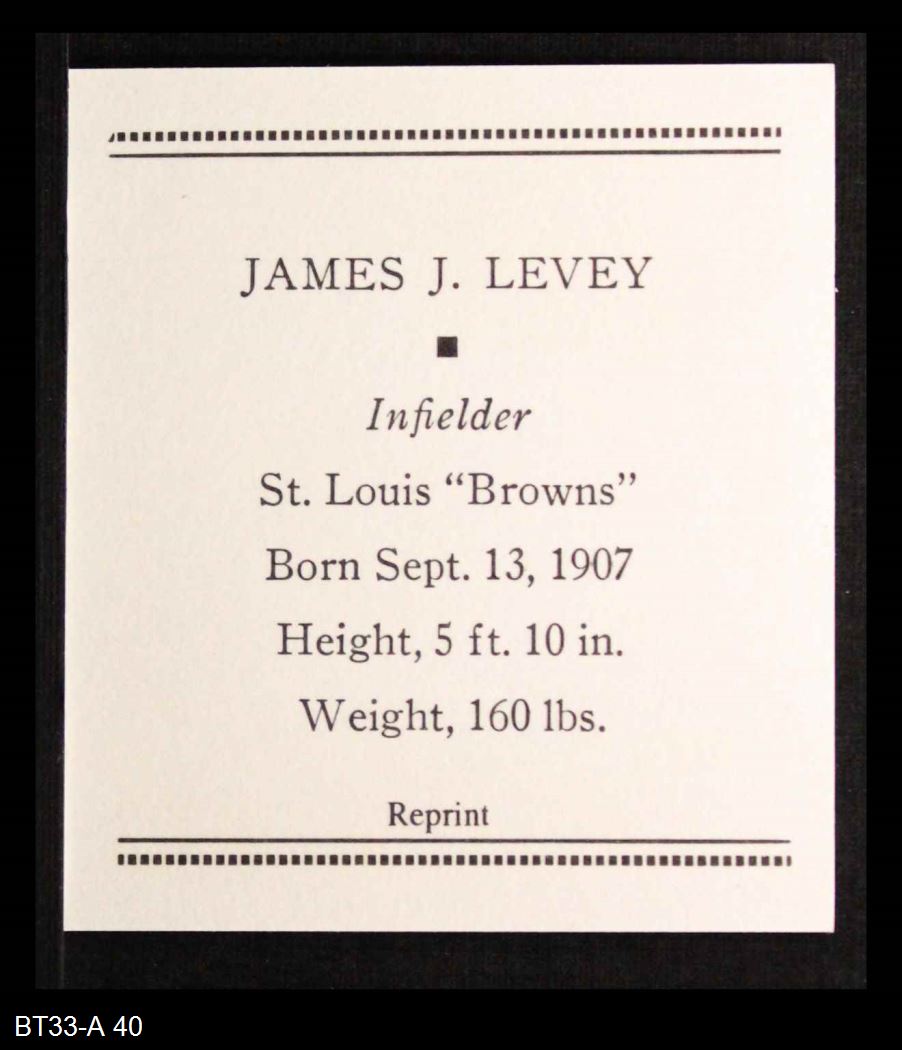 JAMES J. LEVEY
Infielder
St. Louis “Browns”
Born Sept. 13, 1907
Height, 5 ft. 10 in.
Weight, 160 lbs.
Reprint
BT33-A 40